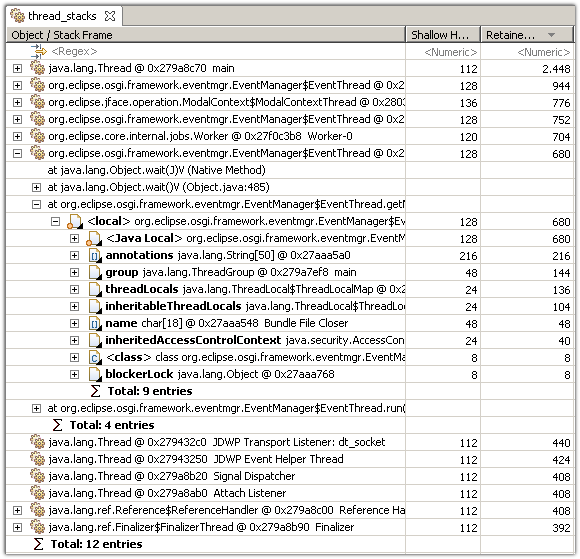 thread_stacks
Object / Stack Frame Shallow H... Retaine...
<Regex> <Numeric> <Numeric>
java.lang.Thread @ 0x279a8c70 main 112 2.448
org.eclipse.osgi.framework.eventmgr.EventManager$EventThread @ 0x2 128 944
org.eclipse.jface.operation.ModalContext$ModalContextThread @ 0x2803 136 776
org.eclipse.osgi.framework.eventmgr.EventManager$EventThread @ 0x2 128 752
org.eclipse.core.internal.jobs.Worker @ 0x27f0c3b8 Worker-0 120 704
org.eclipse.osgi.framework.eventmgr.EventManager$EventThread @ 0x2 128 680
at java.lang.Object.wait(J)V (Native Method)
at java.lang.Object.wait()V (Object.java:485)
at org.eclipse.osgi.framework.eventmgr.EventManager$EventThread.getN
<local> org.eclipse.osgi.framework.eventmgr.EventManager$Ev 128 680
<Java Local> org.eclipse.osgi.framework.eventmgr.EventM 128 680
annotations java.lang.String[50] @ 0x27aaa5a0 216 216
group java.lang.ThreadGroup @ 0x279a7ef8 main 48 144
threadLocals java.lang.ThreadLocal$ThreadLocalMap @ 0x2 24 136
inheritableThreadLocals java.lang.ThreadLocal$ThreadLo 24 104
name char[18] @ 0x27aaa548 Bundle File Closer 48 48
inheritedAccessControlContext java.security.AccessCon 24 40
<class> class org.eclipse.osgi.framework.eventmgr.EventMa 8 8
blockerLock java.lang.Object @ 0x27aaa768 8 8
Σ Total: 9 entries
at org.eclipse.osgi.framework.eventmgr.EventManager$EventThread.run(
Σ Total: 4 entries
java.lang.Thread @ 0x279432c0 JDWP Transport Listener: dt_socket 112 440
java.lang.Thread @ 0x27943250 JDWP Event Helper Thread 112 424
java.lang.Thread @ 0x279a8b20 Signal Dispatcher 112 408
java.lang.Thread @ 0x279a8ab0 Attach Listener 112 408
java.lang.ref.Reference$ReferenceHandler @ 0x279a8c00 Reference Ha 112 408
java.lang.ref.Finalizer$FinalizerThread @ 0x279a8b90 Finalizer 112 392
Σ Total: 12 entries